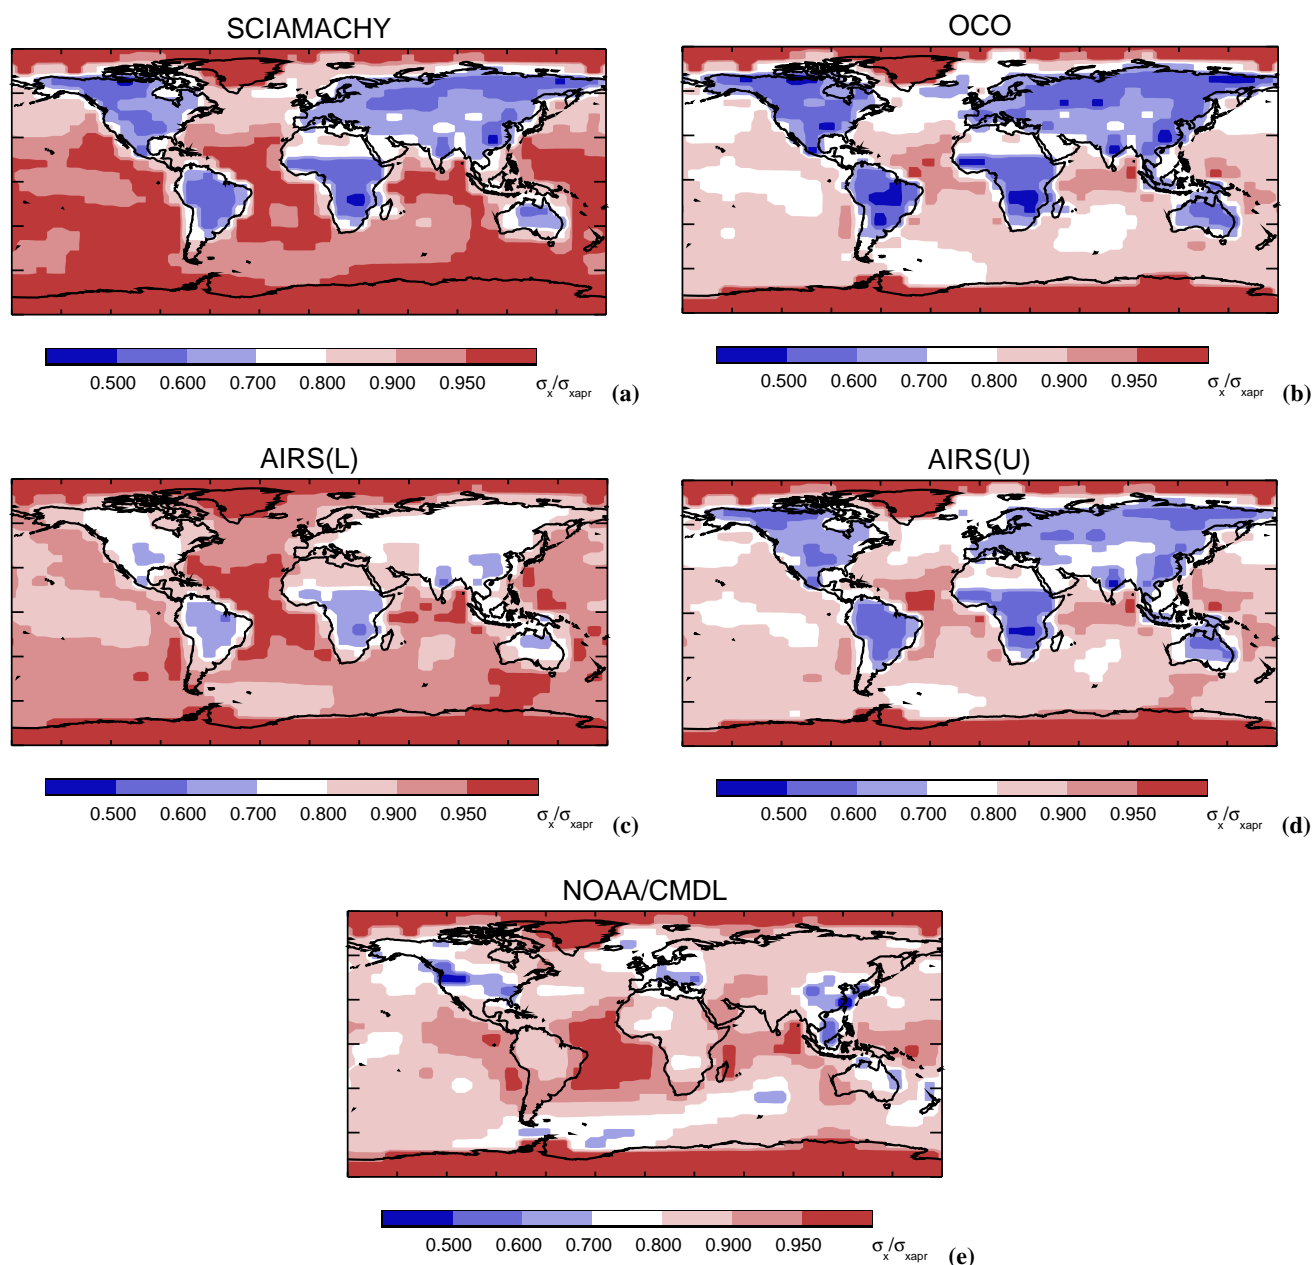 SCIAMACHY
OCO
0.500 0.600 0.700 0.800 0.900 0.950 σx/σxapr (a)
0.500 0.600 0.700 0.800 0.900 0.950 σx/σxapr (b)
AIRS(L)
AIRS(U)
0.500 0.600 0.700 0.800 0.900 0.950 σx/σxapr (c)
0.500 0.600 0.700 0.800 0.900 0.950 σx/σxapr (d)
NOAA/CMDL
0.500 0.600 0.700 0.800 0.900 0.950 σx/σxapr (e)